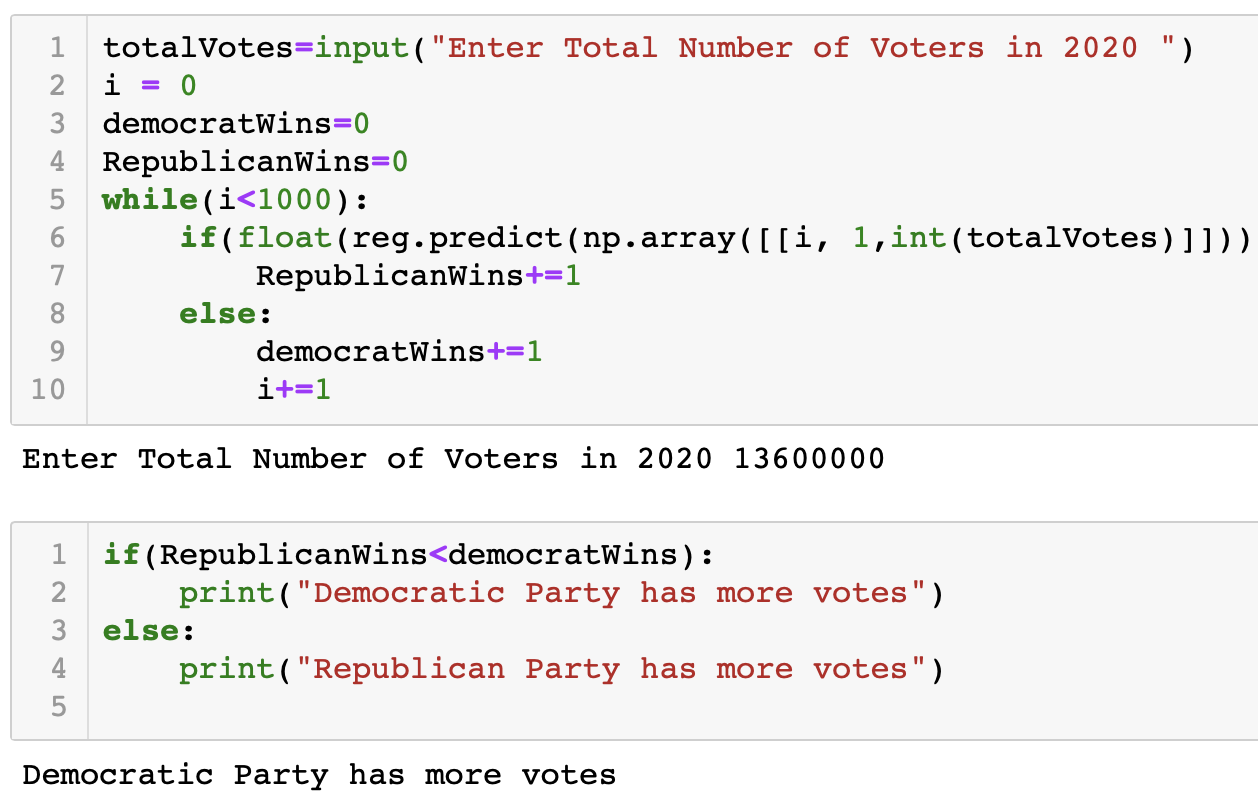 1 totalVotes=input("Enter Total Number of Voters in 2020 ")
2 i = 0
3 democratWins=0
4 RepublicanWins=0
5 while(i<1000):
6     if(float(reg.predict(np.array([[i, 1,int(totalVotes)]]))
7         RepublicanWins+=1
8     else:
9         democratWins+=1
10         i+=1
Enter Total Number of Voters in 2020 13600000
1 if(RepublicanWins<democratWins):
2     print("Democratic Party has more votes")
3 else:
4     print("Republican Party has more votes")
5
Democratic Party has more votes